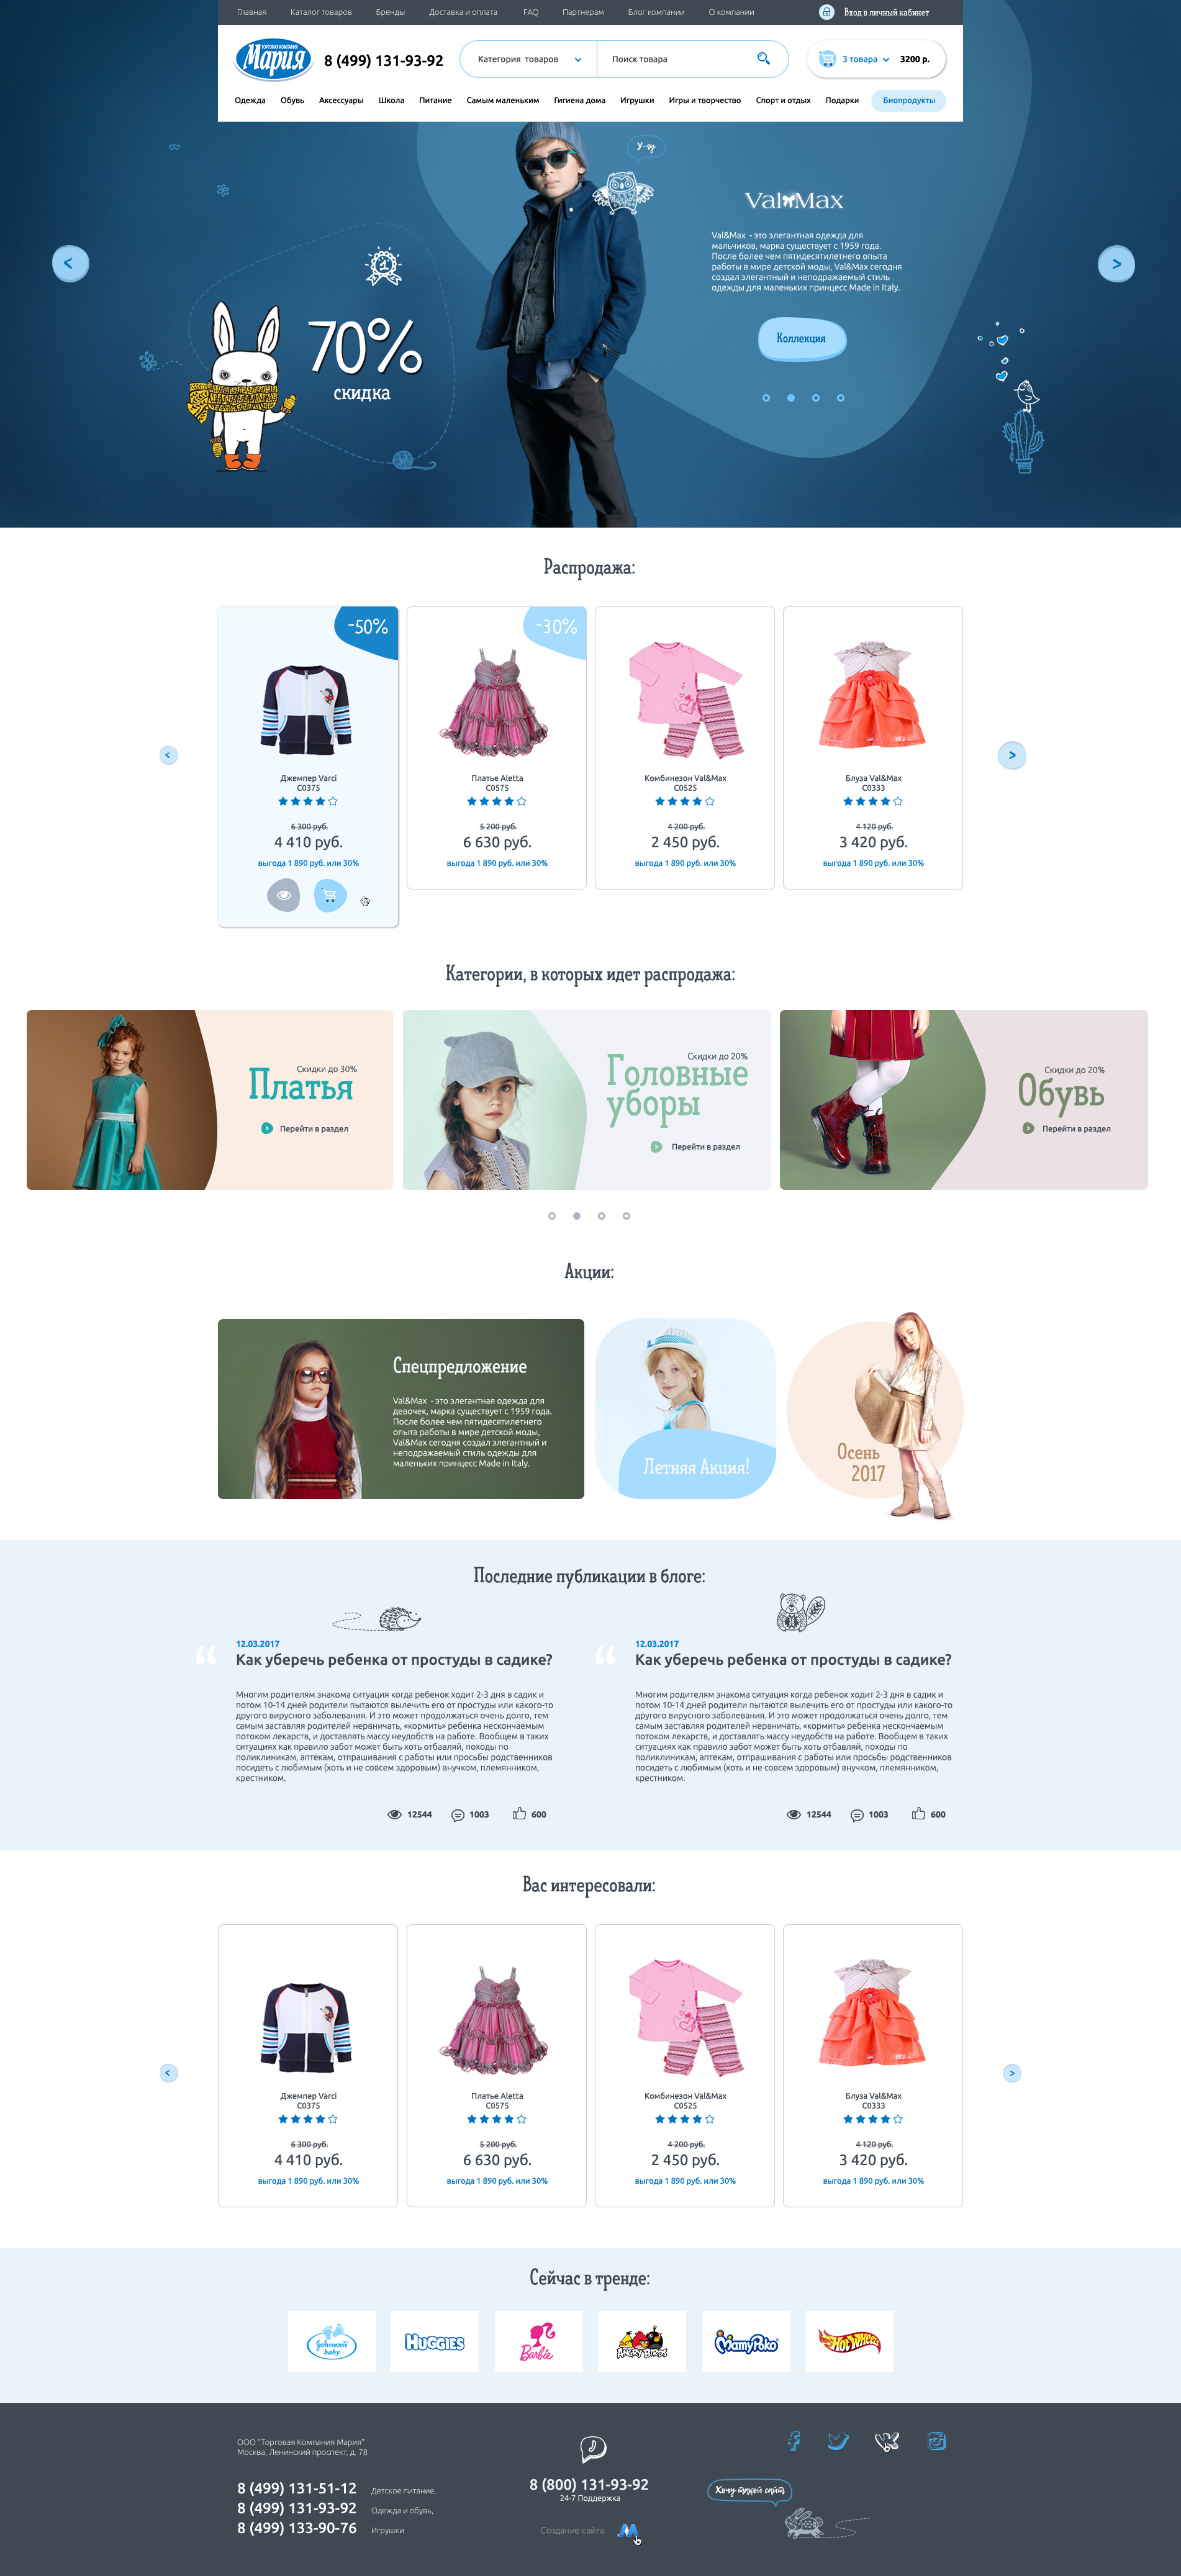 Главная Каталог товаров Бренды Доставка и оплата FAQ Партнерам Блог компании О компании Вход в личный кабинет
ТОРГОВАЯ КОМПАНИЯ
Мария
8 (499) 131-93-92
Категория товаров
Поиск товара
3 товара
3200 р.
Одежда Обувь Аксессуары Школа Питание Самым маленьким Гигиена дома Игрушки Игры и творчество Спорт и отдых Подарки Биопродукты
У-гу
Val Max
Val&Max - это элегантная одежда для
мальчиков, марка существует с 1959 года.
После более чем пятидесятилетнего опыта
работы в мире детской моды, Val&Max сегодня
создал элегантный и неподражаемый стиль
одежды для маленьких принцесс Made in Italy.
<
>
1
70%
скидка
Коллекция
Распродажа:
-50%
Джемпер Varci
C0375
6 300 руб.
4 410 руб.
выгода 1 890 руб. или 30%
-30%
Платье Aletta
C0575
5 200 руб.
6 630 руб.
выгода 1 890 руб. или 30%
Комбинезон Val&Max
C0525
4 200 руб.
2 450 руб.
выгода 1 890 руб. или 30%
Блуза Val&Max
C0333
4 120 руб.
3 420 руб.
выгода 1 890 руб. или 30%
<
>
Категории, в которых идет распродажа:
Скидки до 30%
Платья
Перейти в раздел
Скидки до 20%
Головные
уборы
Перейти в раздел
Скидки до 20%
Обувь
Перейти в раздел
Акции:
Спецпредложение
Val&Max - это элегантная одежда для
девочек, марка существует с 1959 года.
После более чем пятидесятилетнего
опыта работы в мире детской моды,
Val&Max сегодня создал элегантный и
неподражаемый стиль одежды для
маленьких принцесс Made in Italy.
Летняя Акция!
Осень
2017
Последние публикации в блоге:
“
12.03.2017
Как уберечь ребенка от простуды в садике?
Многим родителям знакома ситуация когда ребенок ходит 2-3 дня в садик и
потом 10-14 дней родители пытаются вылечить его от простуды или какого-то
другого вирусного заболевания. И это может продолжаться очень долго, тем
самым заставляя родителей нервничать, «кормить» ребенка нескончаемым
потоком лекарств, и доставлять массу неудобств на работе. Вообщем в таких
ситуациях как правило забот может быть хоть отбавляй, походы по
поликлиникам, аптекам, отпрашивания с работы или просьбы родственников
посидеть с любимым (хоть и не совсем здоровым) внучком, племянником,
крестником.
12544 1003 600
“
12.03.2017
Как уберечь ребенка от простуды в садике?
Многим родителям знакома ситуация когда ребенок ходит 2-3 дня в садик и
потом 10-14 дней родители пытаются вылечить его от простуды или какого-то
другого вирусного заболевания. И это может продолжаться очень долго, тем
самым заставляя родителей нервничать, «кормить» ребенка нескончаемым
потоком лекарств, и доставлять массу неудобств на работе. Вообщем в таких
ситуациях как правило забот может быть хоть отбавляй, походы по
поликлиникам, аптекам, отпрашивания с работы или просьбы родственников
посидеть с любимым (хоть и не совсем здоровым) внучком, племянником,
крестником.
12544 1003 600
Вас интересовали:
Джемпер Varci
C0375
6 300 руб.
4 410 руб.
выгода 1 890 руб. или 30%
Платье Aletta
C0575
5 200 руб.
6 630 руб.
выгода 1 890 руб. или 30%
Комбинезон Val&Max
C0525
4 200 руб.
2 450 руб.
выгода 1 890 руб. или 30%
Блуза Val&Max
C0333
4 120 руб.
3 420 руб.
выгода 1 890 руб. или 30%
<
>
Сейчас в тренде:
Johnson's
baby
HUGGIES
Barbie
ANGRY BIRDS
MamyPoko
HOT WHEELS
ООО "Торговая Компания Мария"
Москва, Ленинский проспект, д. 78
8 (499) 131-51-12 Детское питание,
8 (499) 131-93-92 Одежда и обувь,
8 (499) 133-90-76 Игрушки
8 (800) 131-93-92
24-7 Поддержка
Создание сайта:
Хочу такой сайт